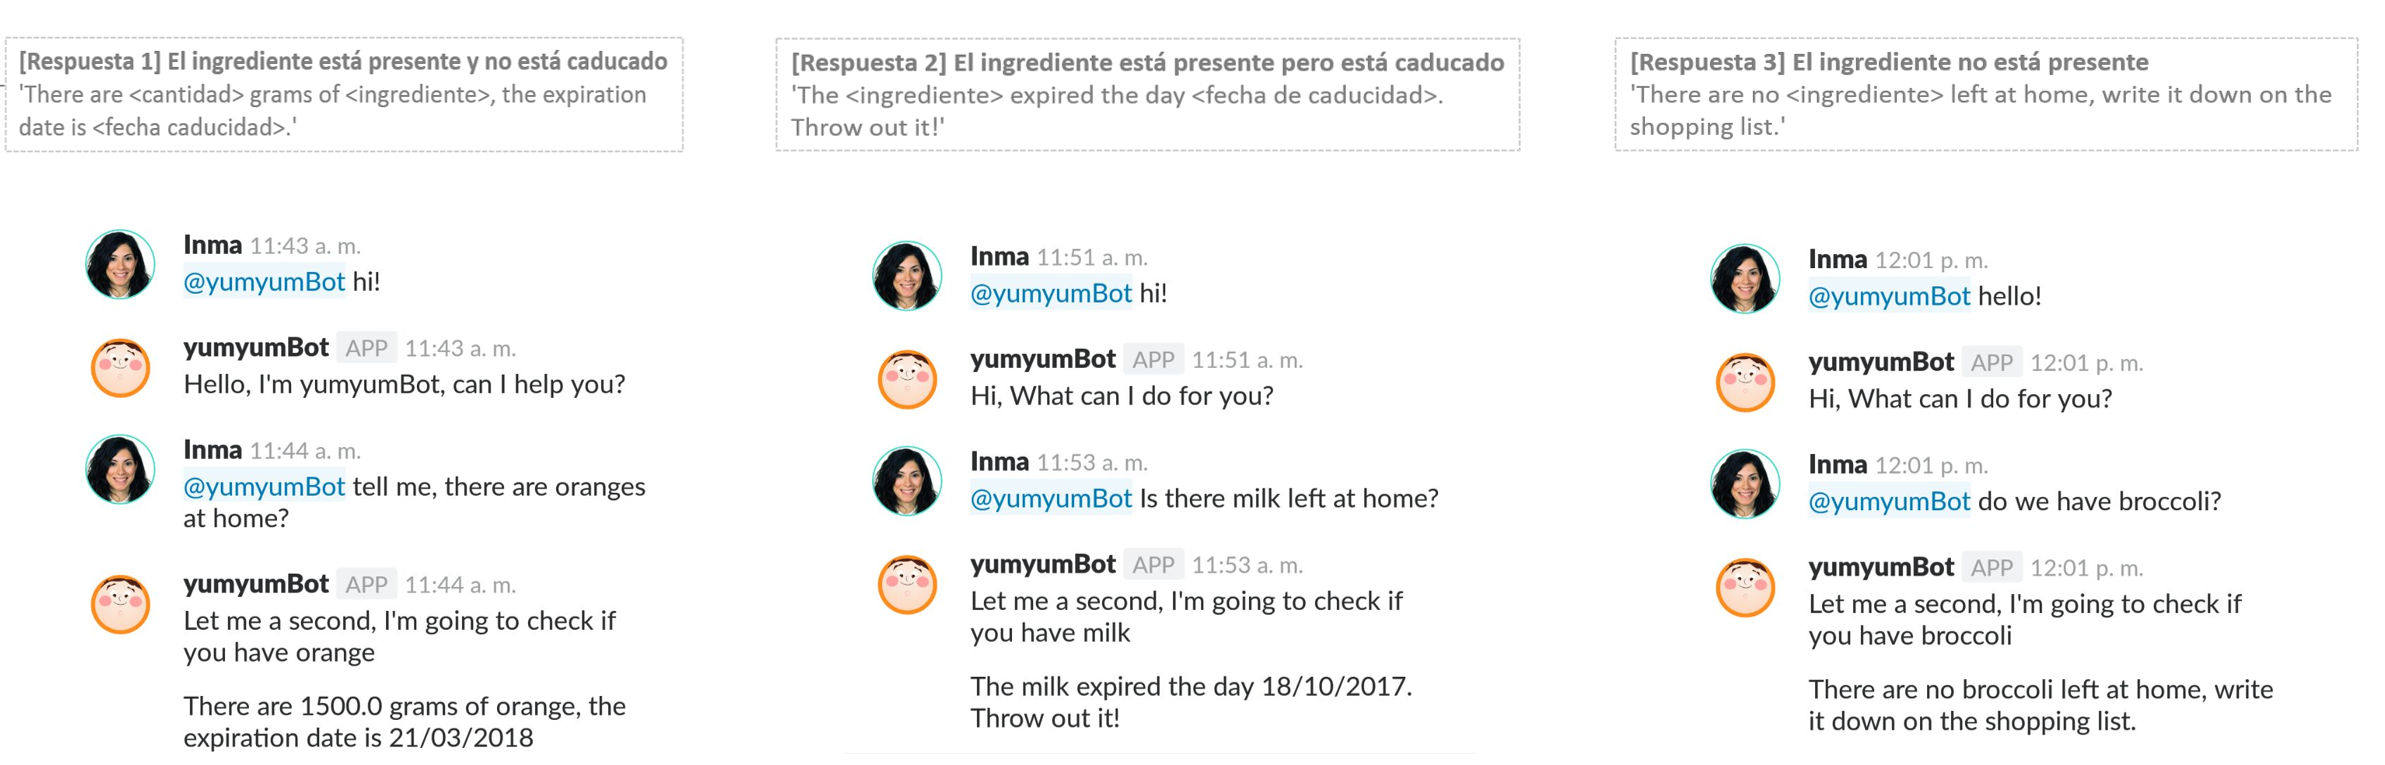 [Respuesta 1] El ingrediente está presente y no está caducado
'There are <cantidad> grams of <ingrediente>, the expiration
date is <fecha caducidad>.'
Inma 11:43 a. m.
@yumyumBot hi!
yumyumBot APP 11:43 a. m.
Hello, I'm yumyumBot, can I help you?
Inma 11:44 a. m.
@yumyumBot tell me, there are oranges
at home?
yumyumBot APP 11:44 a. m.
Let me a second, I'm going to check if
you have orange
There are 1500.0 grams of orange, the
expiration date is 21/03/2018
[Respuesta 2] El ingrediente está presente pero está caducado
'The <ingrediente> expired the day <fecha de caducidad>.
Throw out it!'
Inma 11:51 a. m.
@yumyumBot hi!
yumyumBot APP 11:51 a. m.
Hi, What can I do for you?
Inma 11:53 a. m.
@yumyumBot Is there milk left at home?
yumyumBot APP 11:53 a. m.
Let me a second, I'm going to check if
you have milk
The milk expired the day 18/10/2017.
Throw out it!
[Respuesta 3] El ingrediente no está presente
'There are no <ingrediente> left at home, write it down on the
shopping list.'
Inma 12:01 p. m.
@yumyumBot hello!
yumyumBot APP 12:01 p. m.
Hi, What can I do for you?
Inma 12:01 p. m.
@yumyumBot do we have broccoli?
yumyumBot APP 12:01 p. m.
Let me a second, I'm going to check if
you have broccoli
There are no broccoli left at home, write
it down on the shopping list.